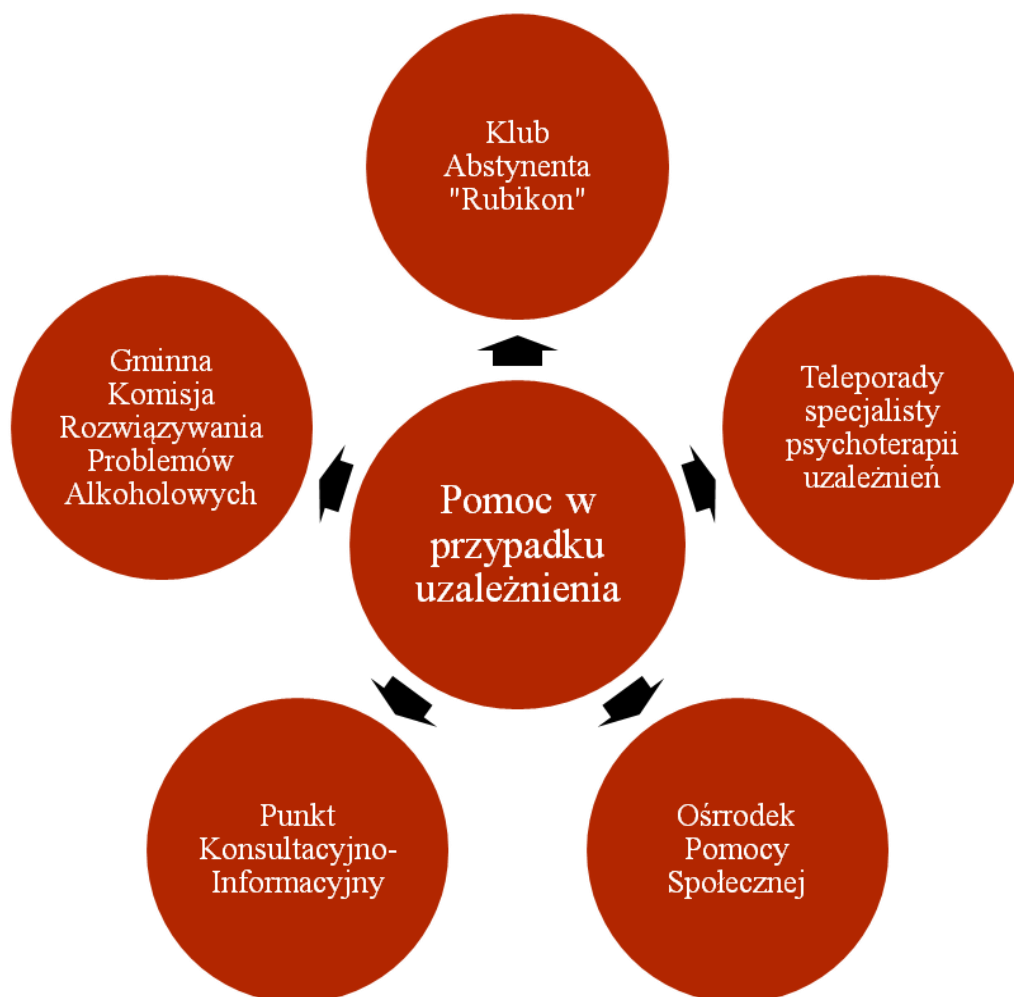 Klub
Abstynenta
"Rubikon"
Gminna
Komisja
Rozwiązywania
Problemów
Alkoholowych
Teleporady
specjalisty
psychoterapii
uzależnień
Pomoc w
przypadku
uzależnienia
Punkt
Konsultacyjno-
Informacyjny
Ośrrodek
Pomocy
Społecznej